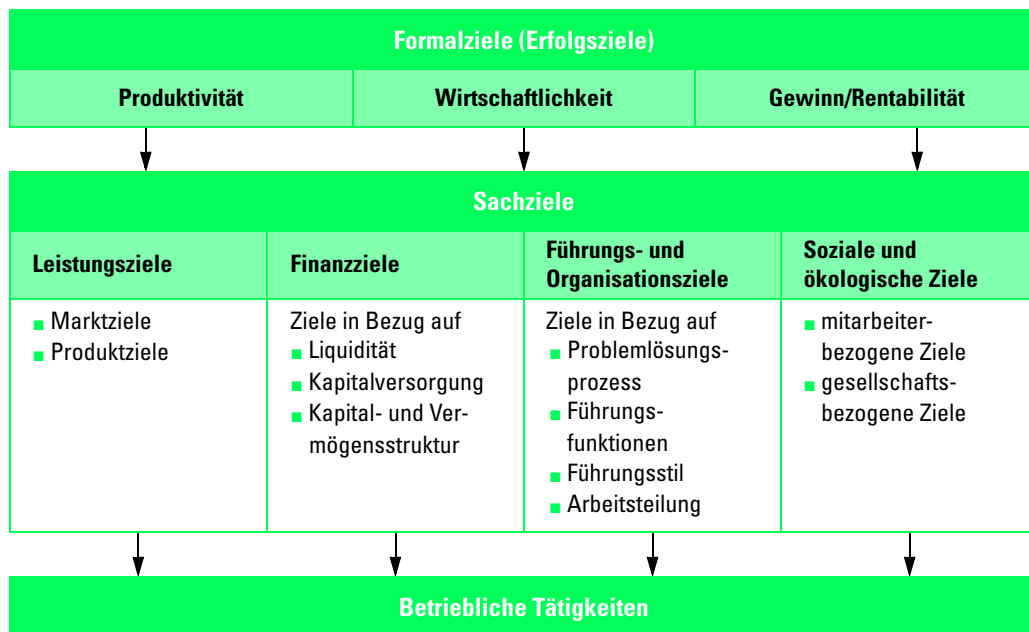 Formalziele (Erfolgsziele)
Produktivität
Wirtschaftlichkeit
Gewinn/Rentabilität
Sachziele
Leistungsziele
■ Marktziele
■ Produktziele
Finanzziele
Ziele in Bezug auf
■ Liquidität
■ Kapitalversorgung
■ Kapital- und Ver-
mögensstruktur
Führungs- und
Organisationsziele
Ziele in Bezug auf
■ Problemlösungs-
prozess
■ Führungs-
funktionen
■ Führungsstil
■ Arbeitsteilung
Soziale und
ökologische Ziele
■ mitarbeiter-
bezogene Ziele
■ gesellschafts-
bezogene Ziele
Betriebliche Tätigkeiten